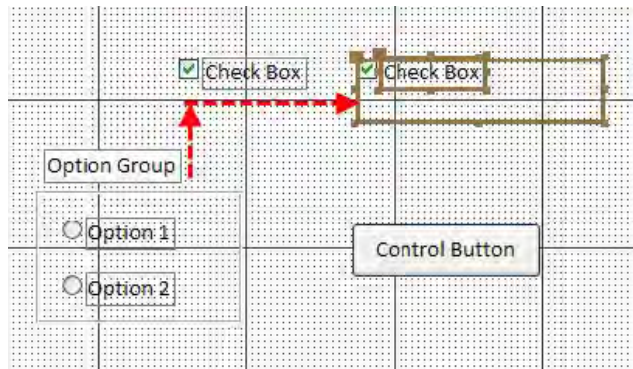 Check Box
Check Box
Option Group
Option 1
Option 2
Control Button